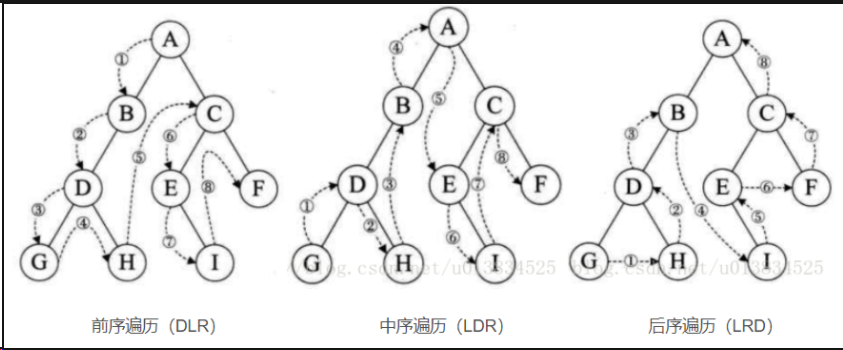 A
B
C
D
E
F
G
H
I
①
②
③
④
⑤
⑥
⑦
⑧
A
B
C
D
E
F
G
H
I
①
②
③
④
⑤
⑥
⑦
⑧
A
B
C
D
E
F
G
H
I
①
②
③
④
⑤
⑥
⑦
⑧
//blog.csdn.net/u013834525 blog.csdn.net/u013834525
前序遍历（DLR） 中序遍历（LDR） 后序遍历（LRD）